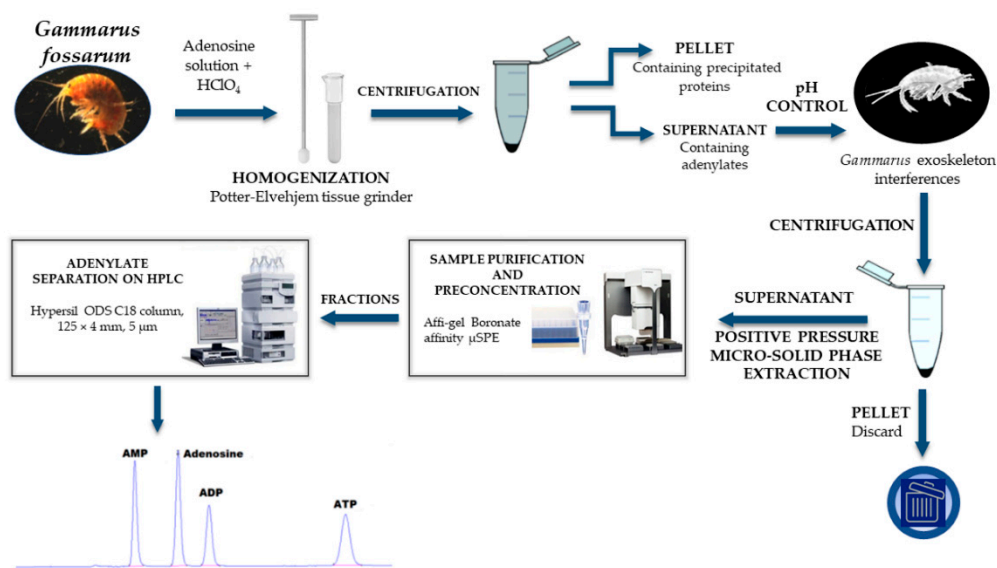 Gammarus
fossarum
Adenosine
solution +
HClO4
HOMOGENIZATION
Potter-Elvehjem tissue grinder
CENTRIFUGATION
PELLET
Containing precipitated
proteins
SUPERNATANT
Containing
adenylates
pH
CONTROL
Gammarus exoskeleton
interferences
CENTRIFUGATION
SUPERNATANT
POSITIVE PRESSURE
MICRO-SOLID PHASE
EXTRACTION
PELLET
Discard
SAMPLE PURIFICATION
AND
PRECONCENTRATION
Affi-gel Boronate
affinity µSPE
FRACTIONS
ADENYLATE
SEPARATION ON HPLC
Hypersil ODS C18 column,
125 × 4 mm, 5 µm
AMP
Adenosine
ADP
ATP